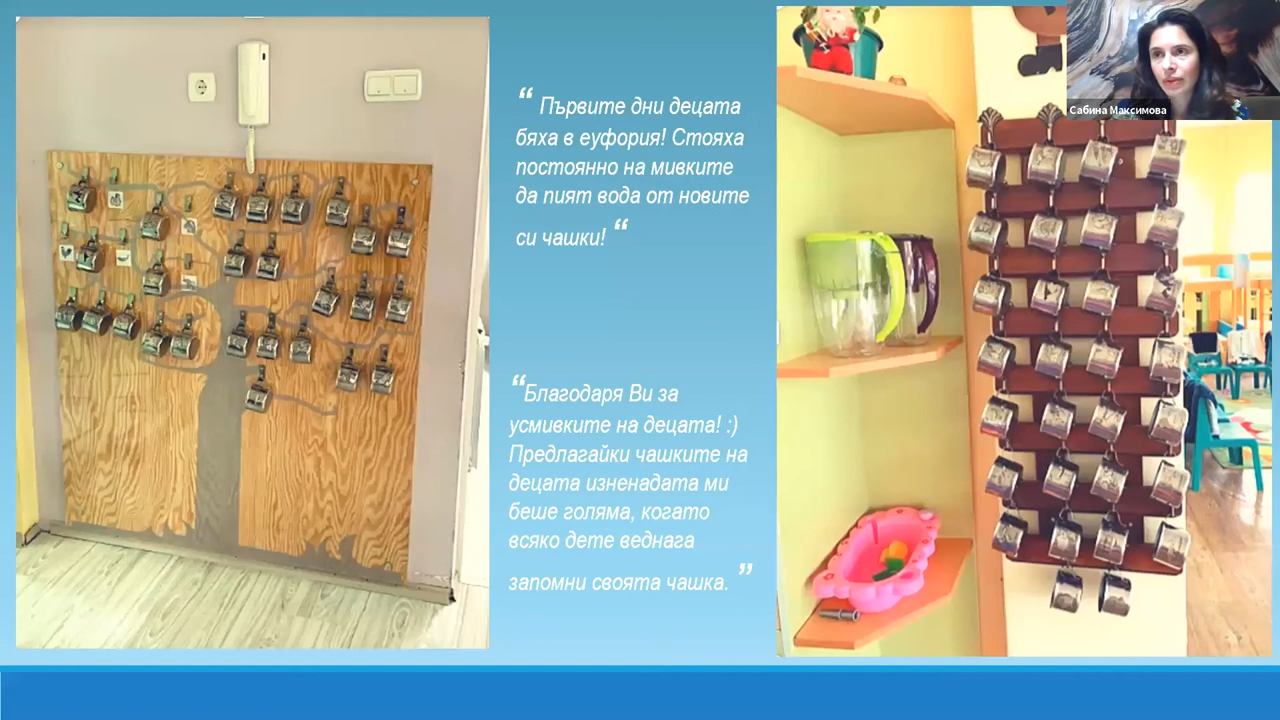 “ Първите дни децата
бяха в еуфория! Стояха
постоянно на мивките
да пият вода от новите
си чашки! “
“Благодаря Ви за
усмивките на децата! :)
Предлагайки чашките на
децата изненадата ми
беше голяма, когато
всяко дете веднага
запомни своята чашка. ”
Сабина Максимова